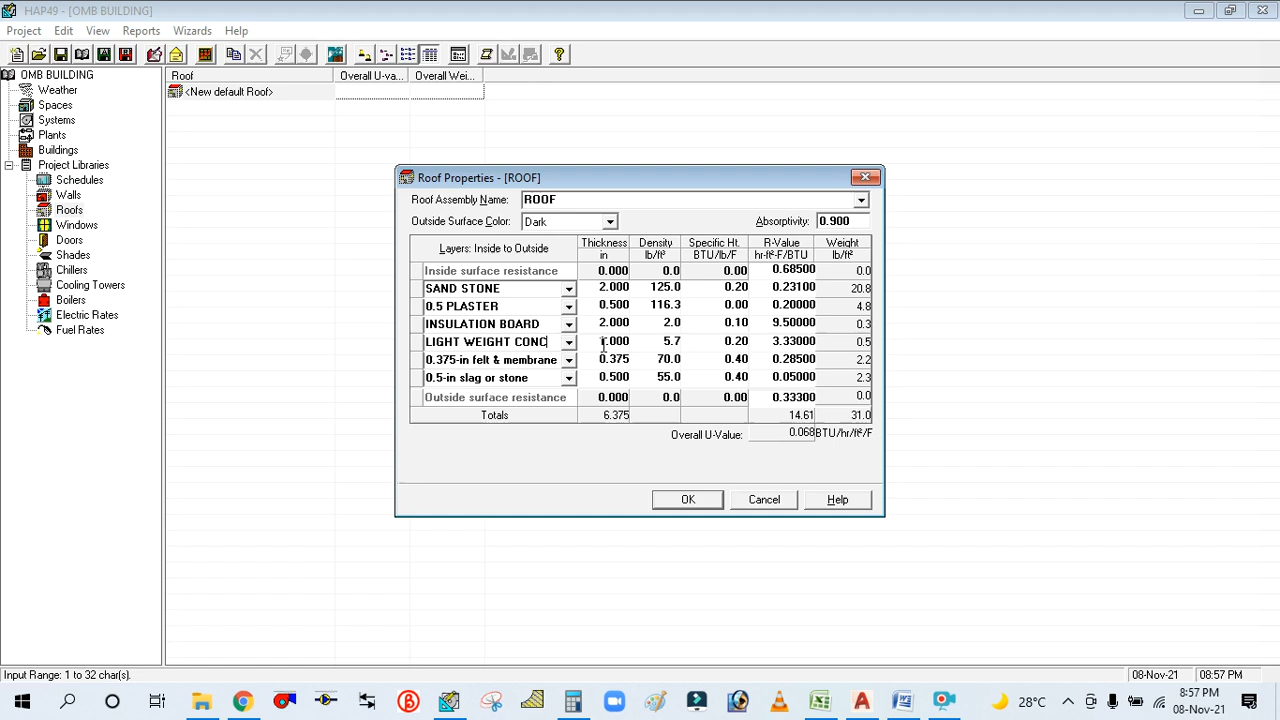 HAP49 - [OMB BUILDING]
Project Edit View Reports Wizards Help
OMB BUILDING
Weather
Spaces
Systems
Plants
Buildings
Project Libraries
Schedules
Walls
Roofs
Windows
Doors
Shades
Chillers
Cooling Towers
Boilers
Electric Rates
Fuel Rates
Roof Overall U-va... Overall Wei...
<New default Roof>
Roof Properties - [ROOF]
Roof Assembly Name: ROOF
Outside Surface Color: Dark Absorptivity: 0.900
Layers: Inside to Outside Thickness in Density lb/ft³ Specific Ht. BTU/lb/F R-Value hr-ft²-F/BTU Weight lb/ft²
Inside surface resistance 0.000 0.0 0.00 0.68500 0.0
SAND STONE 2.000 125.0 0.20 0.23100 20.8
0.5 PLASTER 0.500 116.3 0.00 0.20000 4.8
INSULATION BOARD 2.000 2.0 0.10 9.50000 0.3
LIGHT WEIGHT CONC 1.000 5.7 0.20 3.33000 0.5
0.375-in felt & membrane 0.375 70.0 0.40 0.28500 2.2
0.5-in slag or stone 0.500 55.0 0.40 0.05000 2.3
Outside surface resistance 0.000 0.0 0.00 0.33300 0.0
Totals 6.375 14.61 31.0
Overall U-Value: 0.068 BTU/hr/ft²/F
OK Cancel Help
Input Range: 1 to 32 char(s). 08-Nov-21 08:57 PM
28°C
8:57 PM
08-Nov-21